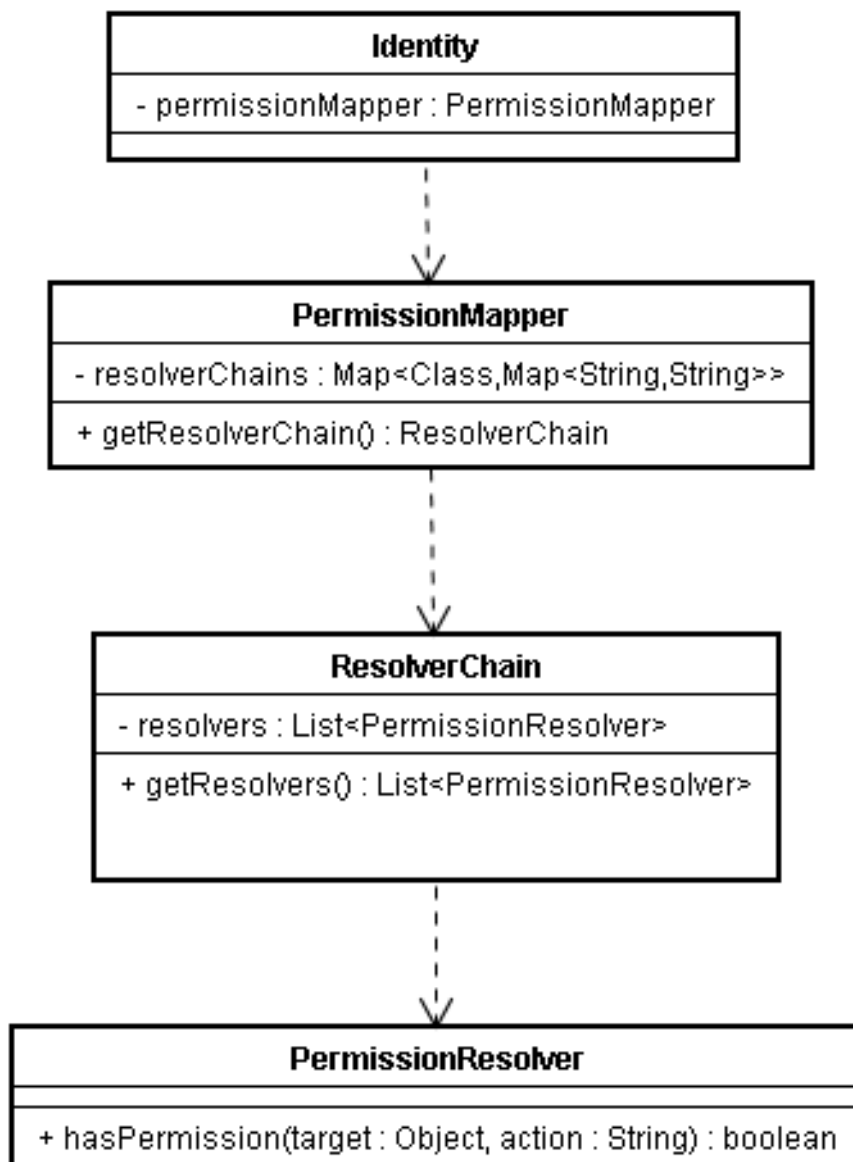 Identity
- permissionMapper : PermissionMapper
PermissionMapper
- resolverChains : Map<Class,Map<String,String>>
+ getResolverChain() : ResolverChain
ResolverChain
- resolvers : List<PermissionResolver>
+ getResolvers() : List<PermissionResolver>
PermissionResolver
+ hasPermission(target : Object, action : String) : boolean